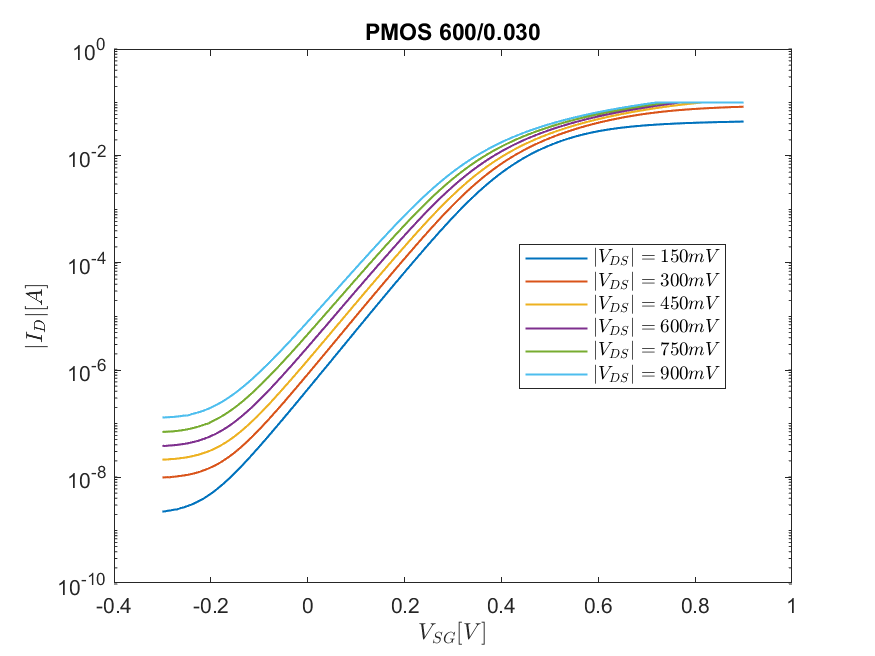 PMOS 600/0.030
10^0
10^-2
10^-4
10^-6
10^-8
10^-10
|I_D|[A]
|V_DS| = 150mV
|V_DS| = 300mV
|V_DS| = 450mV
|V_DS| = 600mV
|V_DS| = 750mV
|V_DS| = 900mV
-0.4 -0.2 0 0.2 0.4 0.6 0.8 1
V_SG[V]